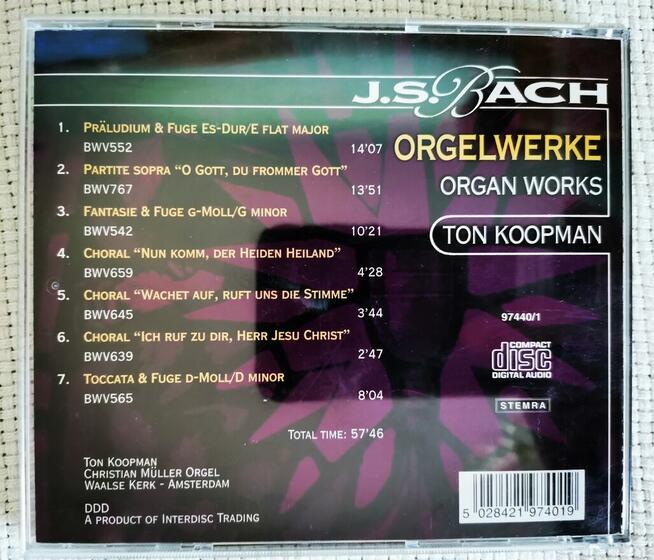 J.S. BACH
ORGELWERKE
ORGAN WORKS
TON KOOPMAN
1. PRÄLUDIUM & FUGE ES-DUR/E FLAT MAJOR
BWV552 14'07
2. PARTITE SOPRA "O GOTT, DU FROMMER GOTT"
BWV767 13'51
3. FANTASIE & FUGE G-MOLL/G MINOR
BWV542 10'21
4. CHORAL "NUN KOMM, DER HEIDEN HEILAND"
BWV659 4'28
5. CHORAL "WACHET AUF, RUFT UNS DIE STIMME"
BWV645 3'44
6. CHORAL "ICH RUF ZU DIR, HERR JESU CHRIST"
BWV639 2'47
7. TOCCATA & FUGE D-MOLL/D MINOR
BWV565 8'04
TOTAL TIME: 57'46
TON KOOPMAN
CHRISTIAN MÜLLER ORGEL
WAALSE KERK - AMSTERDAM
DDD
A PRODUCT OF INTERDISC TRADING
97440/1
COMPACT
disc
DIGITAL AUDIO
STEMRA
5 028421 974019